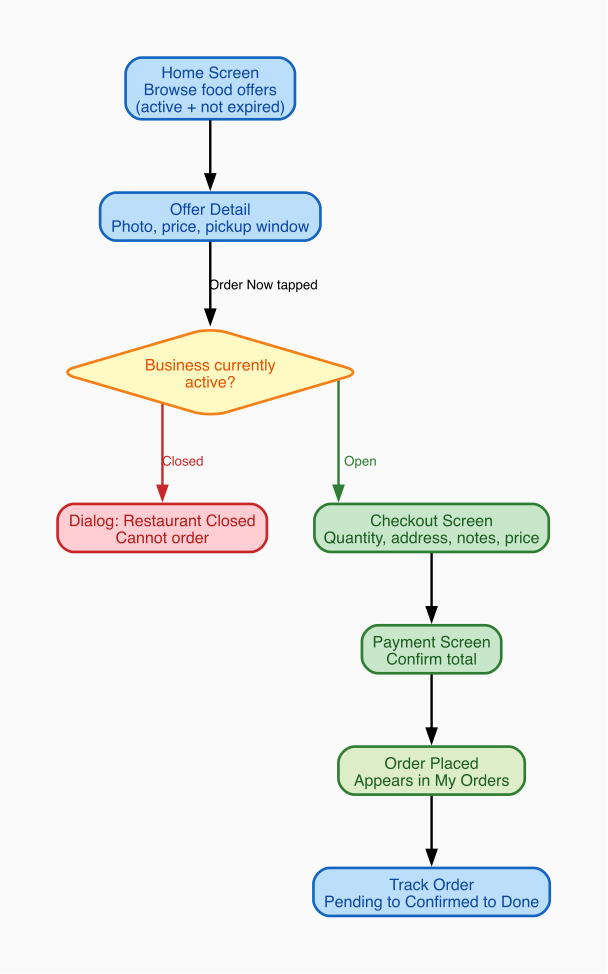 Home Screen
Browse food offers
(active + not expired)
Offer Detail
Photo, price, pickup window
Order Now tapped
Business currently
active?
Closed
Open
Dialog: Restaurant Closed
Cannot order
Checkout Screen
Quantity, address, notes, price
Payment Screen
Confirm total
Order Placed
Appears in My Orders
Track Order
Pending to Confirmed to Done